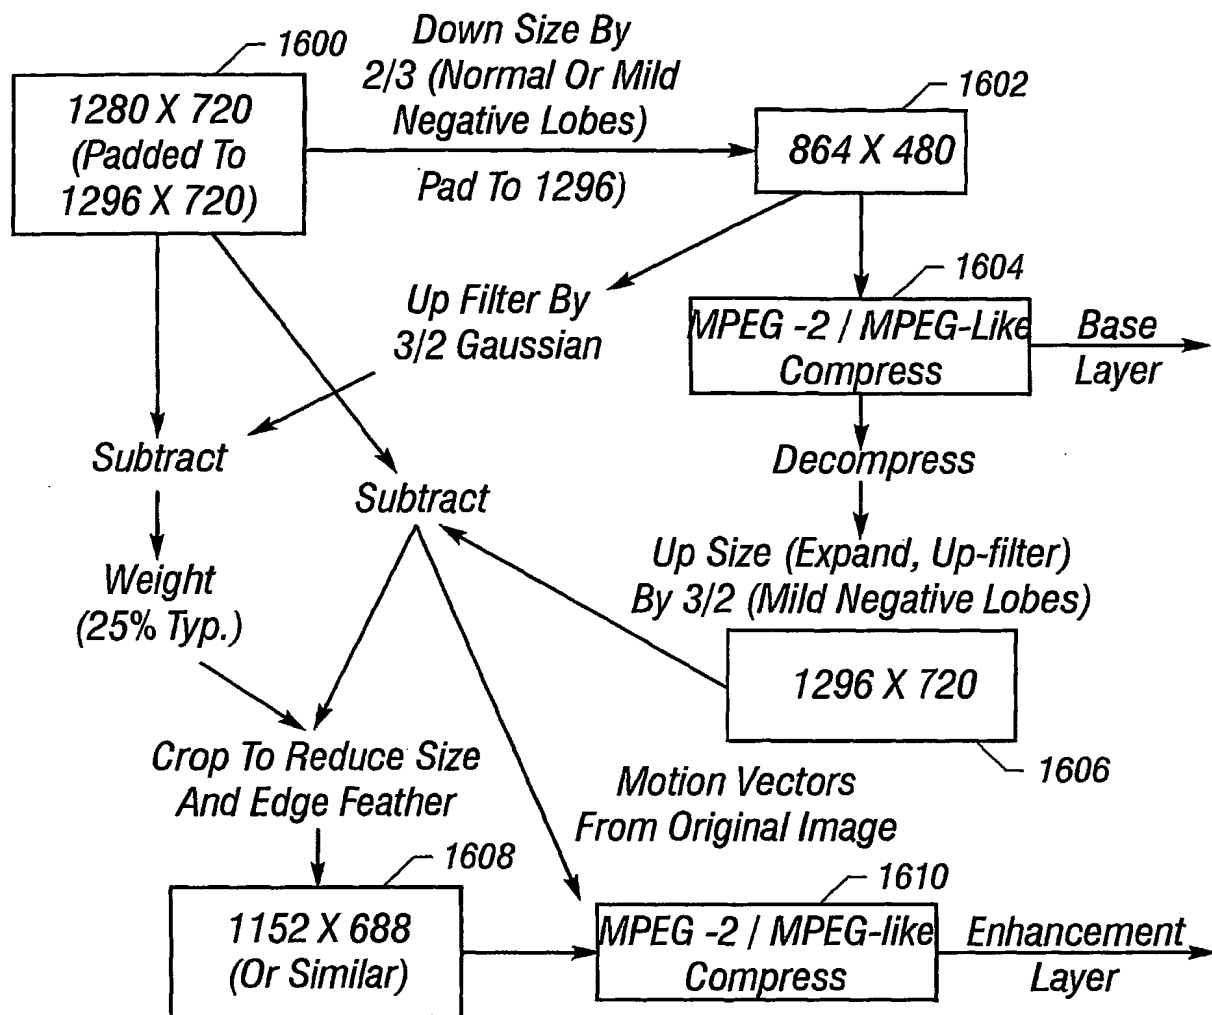 1600
1280 X 720
(Padded To
1296 X 720)
Down Size By
2/3 (Normal Or Mild
Negative Lobes)
Pad To 1296)
1602
864 X 480
Up Filter By
3/2 Gaussian
1604
MPEG -2 / MPEG-Like
Compress
Base
Layer
Subtract
Subtract
Decompress
Weight
(25% Typ.)
Up Size (Expand, Up-filter)
By 3/2 (Mild Negative Lobes)
1296 X 720
1606
Crop To Reduce Size
And Edge Feather
Motion Vectors
From Original Image
1608
1152 X 688
(Or Similar)
1610
MPEG -2 / MPEG-like
Compress
Enhancement
Layer